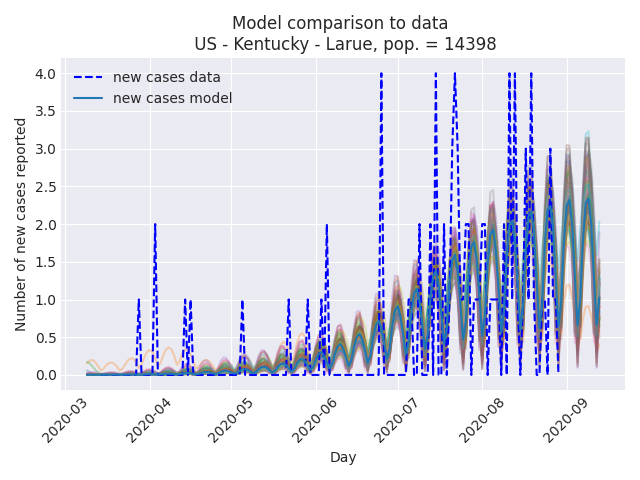 Model comparison to data
US - Kentucky - Larue, pop. = 14398
new cases data
new cases model
Number of new cases reported
4.0
3.5
3.0
2.5
2.0
1.5
1.0
0.5
0.0
2020-03
2020-04
2020-05
2020-06
2020-07
2020-08
2020-09
Day